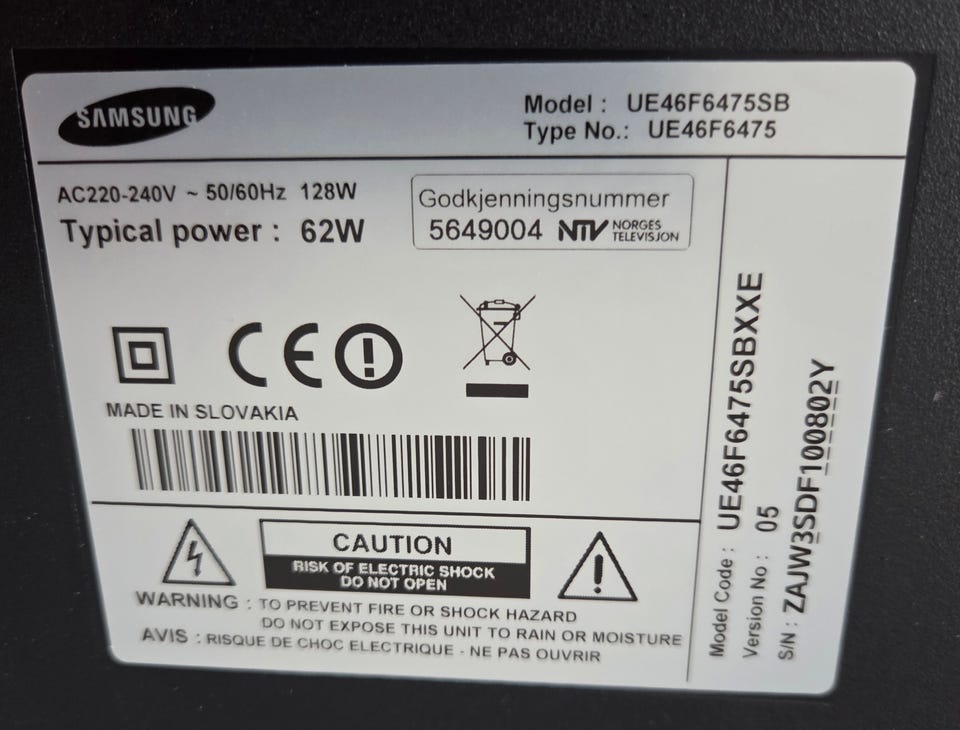 SAMSUNG
Model : UE46F6475SB
Type No.: UE46F6475
AC220-240V ~ 50/60Hz 128W
Typical power : 62W
Godkjenningsnummer
5649004 NTV NORGES
TELEVISJON
CE
MADE IN SLOVAKIA
CAUTION
RISK OF ELECTRIC SHOCK
DO NOT OPEN
WARNING : TO PREVENT FIRE OR SHOCK HAZARD
DO NOT EXPOSE THIS UNIT TO RAIN OR MOISTURE
AVIS : RISQUE DE CHOC ELECTRIQUE - NE PAS OUVRIR
Model Code : UE46F6475SBXXE
Version No : 05
S/N : ZAJW3SDF100802Y